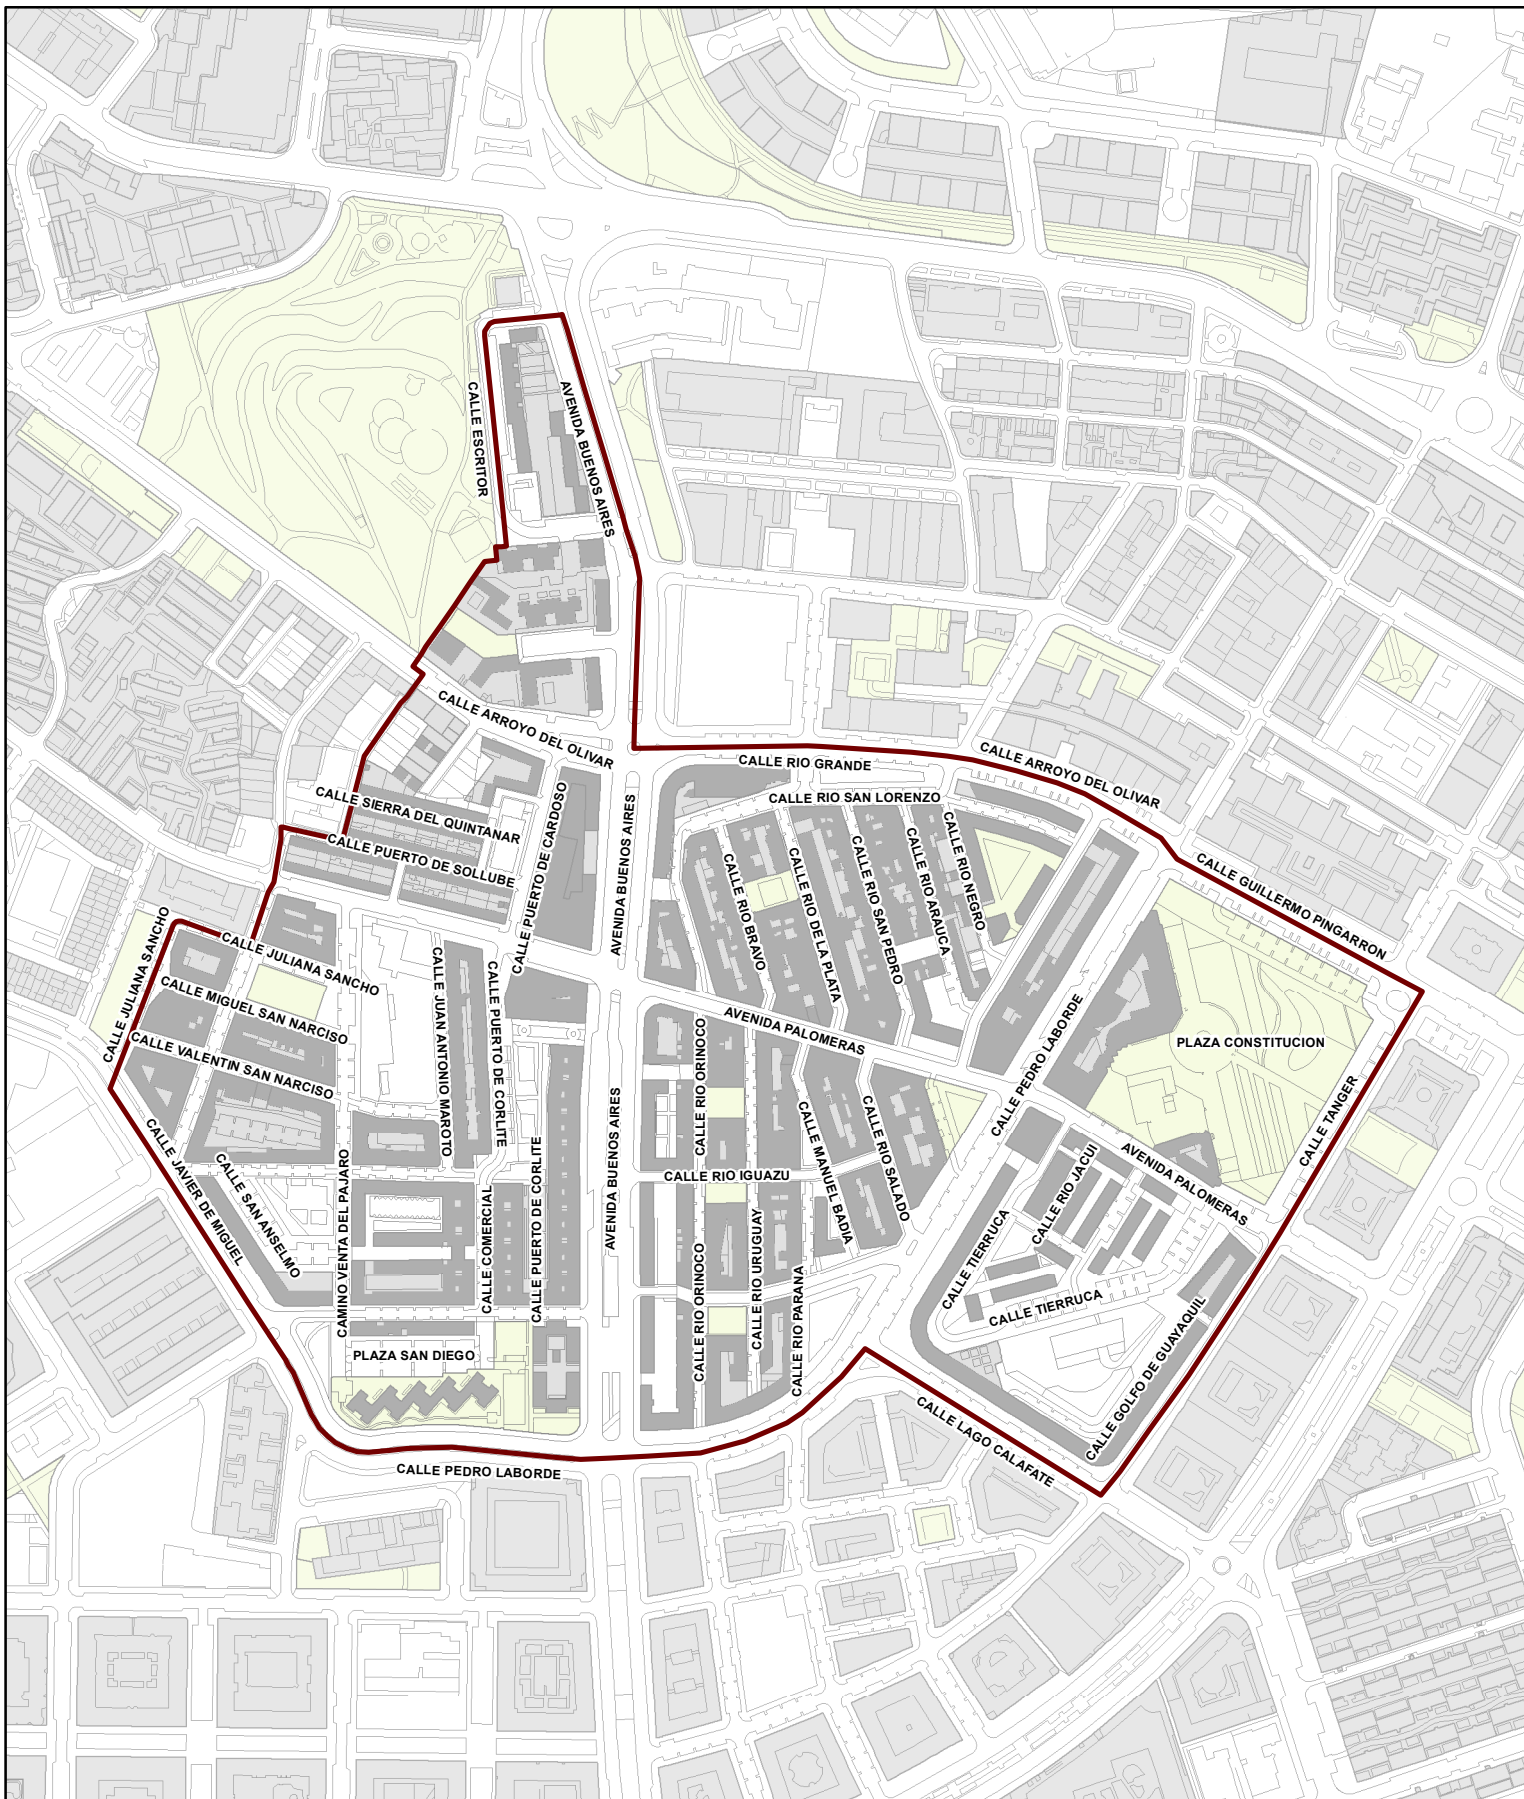 CALLE ESCRITOR
AVENIDA BUENOS AIRES
CALLE ARROYO DEL OLIVAR
CALLE RIO GRANDE
CALLE ARROYO DEL OLIVAR
CALLE SIERRA DEL QUINTANAR
CALLE PUERTO DE SOLLUBE
CALLE PUERTO DE CARDOSO
AVENIDA BUENOS AIRES
CALLE RIO SAN LORENZO
CALLE RIO BRAVO
CALLE RIO DE LA PLATA
CALLE RIO SAN PEDRO
CALLE RIO ARAUCA
CALLE RIO NEGRO
CALLE GUILLERMO PINGARRON
CALLE JULIANA SANCHO
CALLE JULIANA SANCHO
CALLE MIGUEL SAN NARCISO
CALLE VALENTIN SAN NARCISO
CALLE JUAN ANTONIO MAROTO
CALLE PUERTO DE CORLITE
AVENIDA PALOMERAS
CALLE PEDRO LABORDE
PLAZA CONSTITUCION
CALLE TANGER
CALLE RIO ORINOCO
AVENIDA BUENOS AIRES
CALLE MANUEL BADIA
CALLE RIO SALADO
CALLE RIO IGUAZU
CALLE JAVIER DE MIGUEL
CALLE SAN ANSELMO
CAMINO VENTA DEL PAJARO
CALLE COMERCIAL
CALLE PUERTO DE CORLITE
CALLE RIO ORINOCO
CALLE RIO URUGUAY
CALLE RIO PARANA
CALLE TIERRUCA
CALLE RIO JACUI
AVENIDA PALOMERAS
CALLE TIERRUCA
CALLE GOLFO DE GUAYAQUIL
PLAZA SAN DIEGO
CALLE LAGO CALAFATE
CALLE PEDRO LABORDE